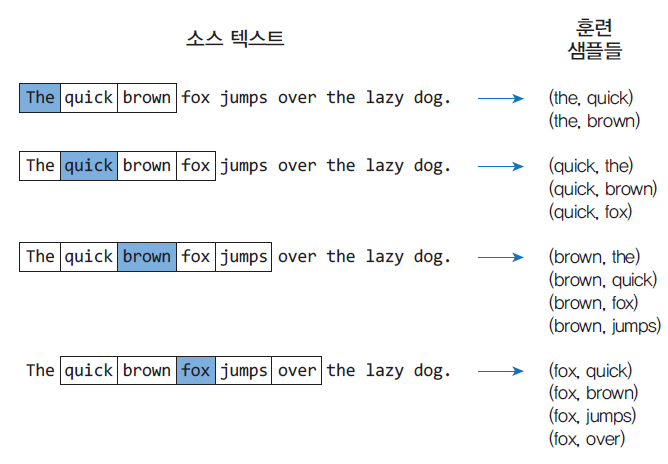 소스 텍스트
훈련
샘플들
The quick brown fox jumps over the lazy dog.
(the, quick)
(the, brown)
The quick brown fox jumps over the lazy dog.
(quick, the)
(quick, brown)
(quick, fox)
The quick brown fox jumps over the lazy dog.
(brown, the)
(brown, quick)
(brown, fox)
(brown, jumps)
The quick brown fox jumps over the lazy dog.
(fox, quick)
(fox, brown)
(fox, jumps)
(fox, over)